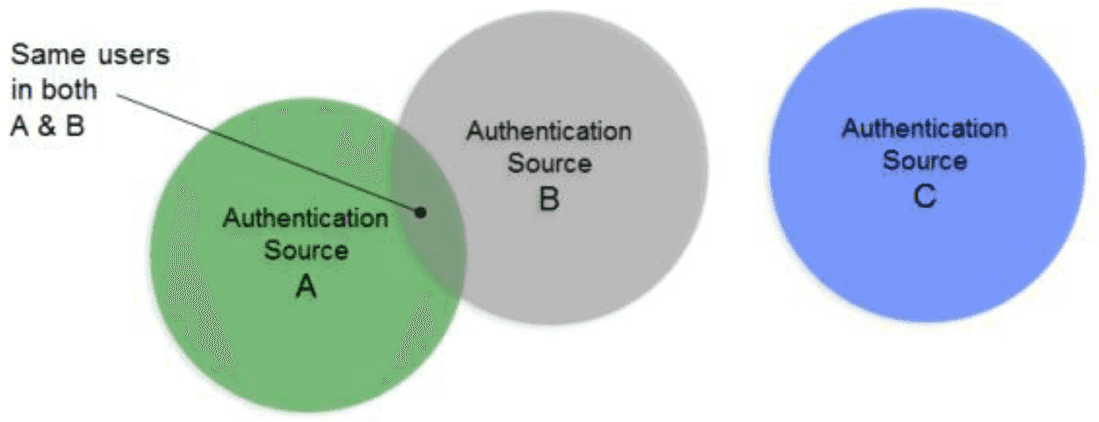 Same users
in both
A & B
Authentication
Source
A
Authentication
Source
B
Authentication
Source
C